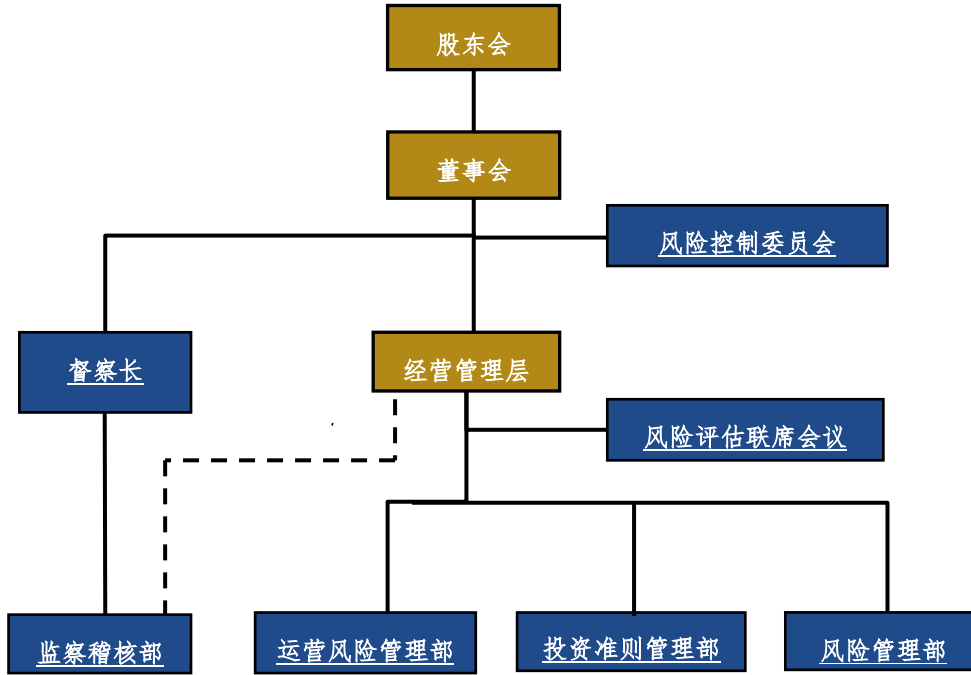 股东会
董事会
风险控制委员会
督察长
经营管理层
风险评估联席会议
监察稽核部
运营风险管理部
投资准则管理部
风险管理部